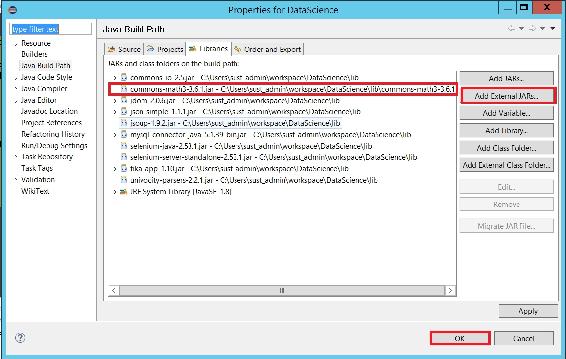 Properties for DataScience
type filter text
Java Build Path
Resource
Builders
Java Build Path
Java Code Style
Java Compiler
Java Editor
Javadoc Location
Project References
Refactoring History
Run/Debug Settings
Task Repository
Task Tags
Validation
WikiText
Source Projects Libraries Order and Export
JARs and class folders on the build path:
commons-io-2.5.jar - C:\Users\sust_admin\workspace\DataScience\lib
commons-math3-3.6.1.jar - C:\Users\sust_admin\workspace\DataScience\lib\commons-math3-3.6.1
jdom-2.0.6.jar - C:\Users\sust_admin\workspace\DataScience\lib
json-simple-1.1.1.jar - C:\Users\sust_admin\workspace\DataScience\lib
jsoup-1.9.2.jar - C:\Users\sust_admin\workspace\DataScience\lib
mysql-connector-java-5.1.39-bin.jar - C:\Users\sust_admin\workspace\DataScience\lib
selenium-java-2.53.1.jar - C:\Users\sust_admin\workspace\DataScience\lib
selenium-server-standalone-2.53.1.jar - C:\Users\sust_admin\workspace\DataScience\lib
tika-app-1.10.jar - C:\Users\sust_admin\workspace\DataScience\lib
univocity-parsers-2.2.1.jar - C:\Users\sust_admin\workspace\DataScience\lib
JRE System Library [JavaSE-1.8]
Add JARs...
Add External JARs...
Add Variable...
Add Library...
Add Class Folder...
Add External Class Folder...
Edit...
Remove
Migrate JAR File...
Apply
OK
Cancel